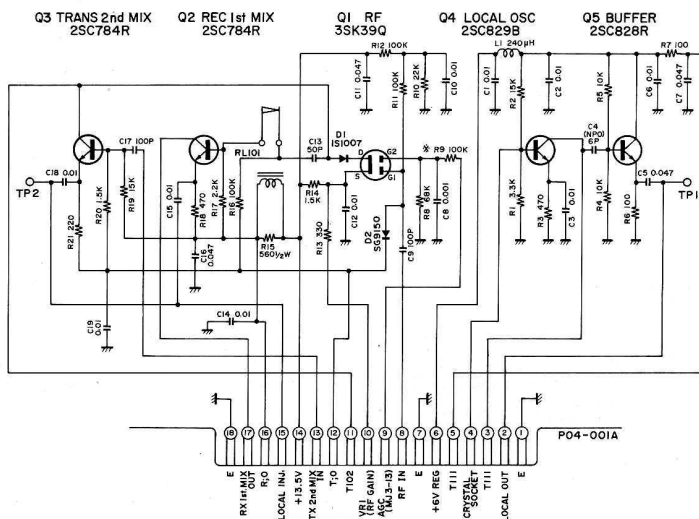 Q3 TRANS 2nd MIX
2SC784R
Q2 REC 1st MIX
2SC784R
Q1 RF
3SK39Q
Q4 LOCAL OSC
2SC829B
Q5 BUFFER
2SC828R
L1 240μH
R7 100
R12 100K
C11 0.047
R11 100K
R10 22K
C10 0.01
C1 0.01
R2 15K
C2 0.01
R5 10K
C6 0.01
C7 0.047
C17 100P
RL101
C13
50P
D1
1S1007
D
G2
S
G1
※
R9 100K
C4
(NPO)
6P
C18 0.01
TP2
R21 220
R20 1.5K
R19 15K
C15 0.01
R18 470
R17 2.2K
R16 100K
R14
1.5K
C12 0.01
R8 68K
C8 0.001
R1 3.3K
R3 470
C3 0.01
R4 10K
R6 100
C5 0.047
TP1
C16
0.047
R15
560½W
R13 330
D2
SG9150
C9 100P
C19
0.01
C14 0.01
P04-001A
18 17 16 15 14 13 12 11 10 9 8 7 6 5 4 3 2 1
E
RX 1st.MIX
OUT
R;0
LOCAL INJ.
+13.5V
TX 2nd MIX
IN
T;0
T102
VR1
(RF GAIN)
AGC
(MJ3-13)
RF IN
E
+6V REG
T111
CRYSTAL
SOCKET
T111
LOCAL OUT
E